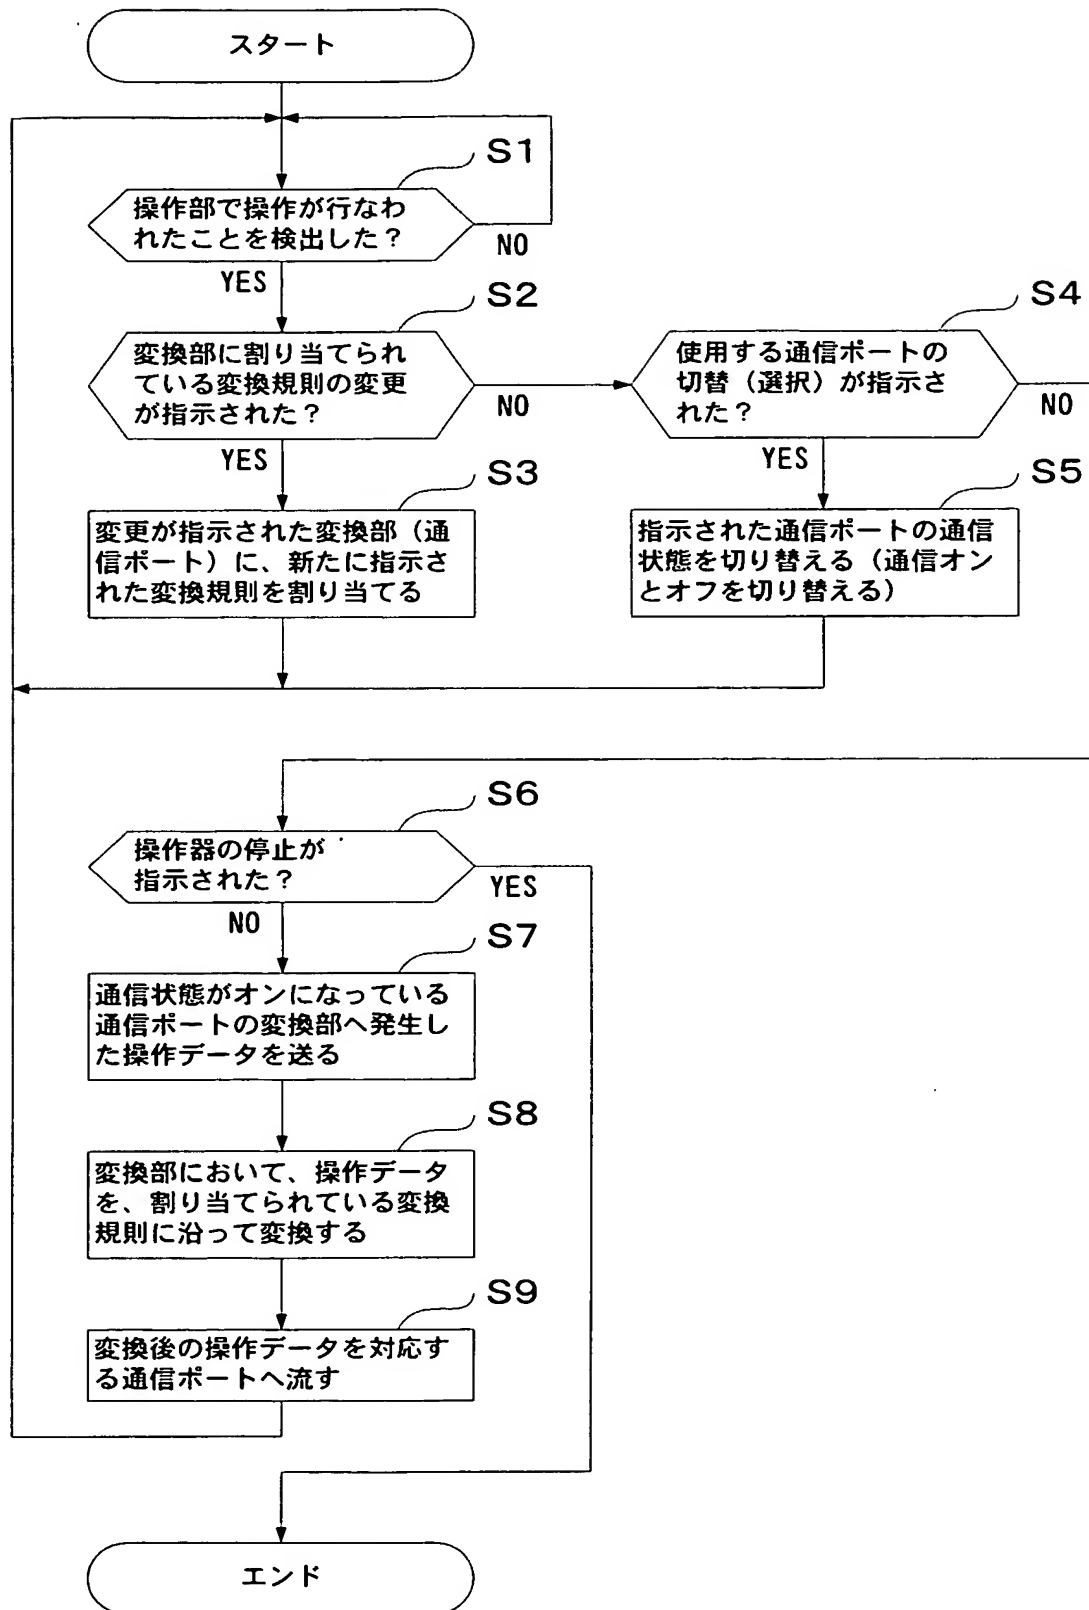 スタート
S1
操作部で操作が行なわ
れたことを検出した？
NO
YES
S2
変換部に割り当てられ
ている変換規則の変更
が指示された？
NO
YES
S4
使用する通信ポートの
切替（選択）が指示さ
れた？
NO
YES
S3
変更が指示された変換部（通
信ポート）に、新たに指示さ
れた変換規則を割り当てる
S5
指示された通信ポートの通信
状態を切り替える（通信オン
とオフを切り替える）
S6
操作器の停止が
指示された？
YES
NO
S7
通信状態がオンになっている
通信ポートの変換部へ発生し
た操作データを送る
S8
変換部において、操作データ
を、割り当てられている変換
規則に沿って変換する
S9
変換後の操作データを対応す
る通信ポートへ流す
エンド